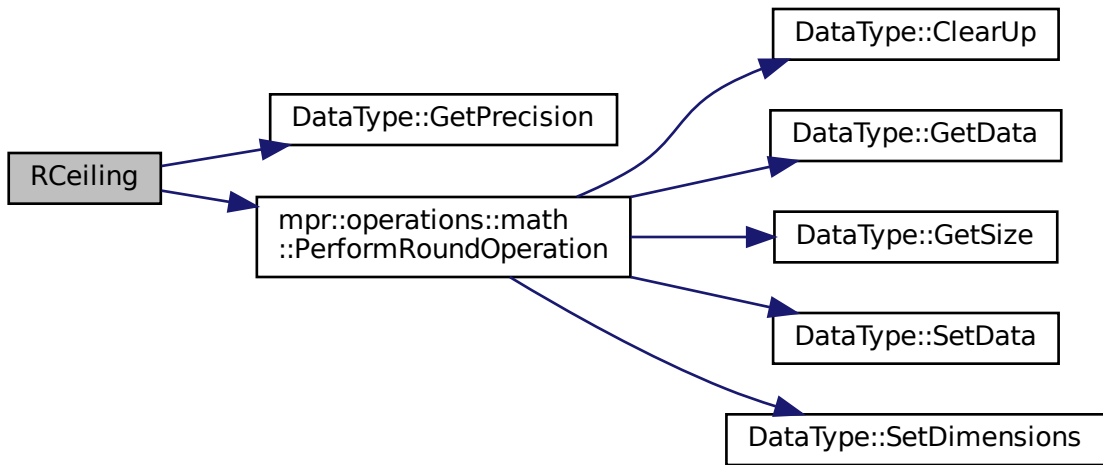 RCeiling
DataType::GetPrecision
mpr::operations::math
::PerformRoundOperation
DataType::ClearUp
DataType::GetData
DataType::GetSize
DataType::SetData
DataType::SetDimensions